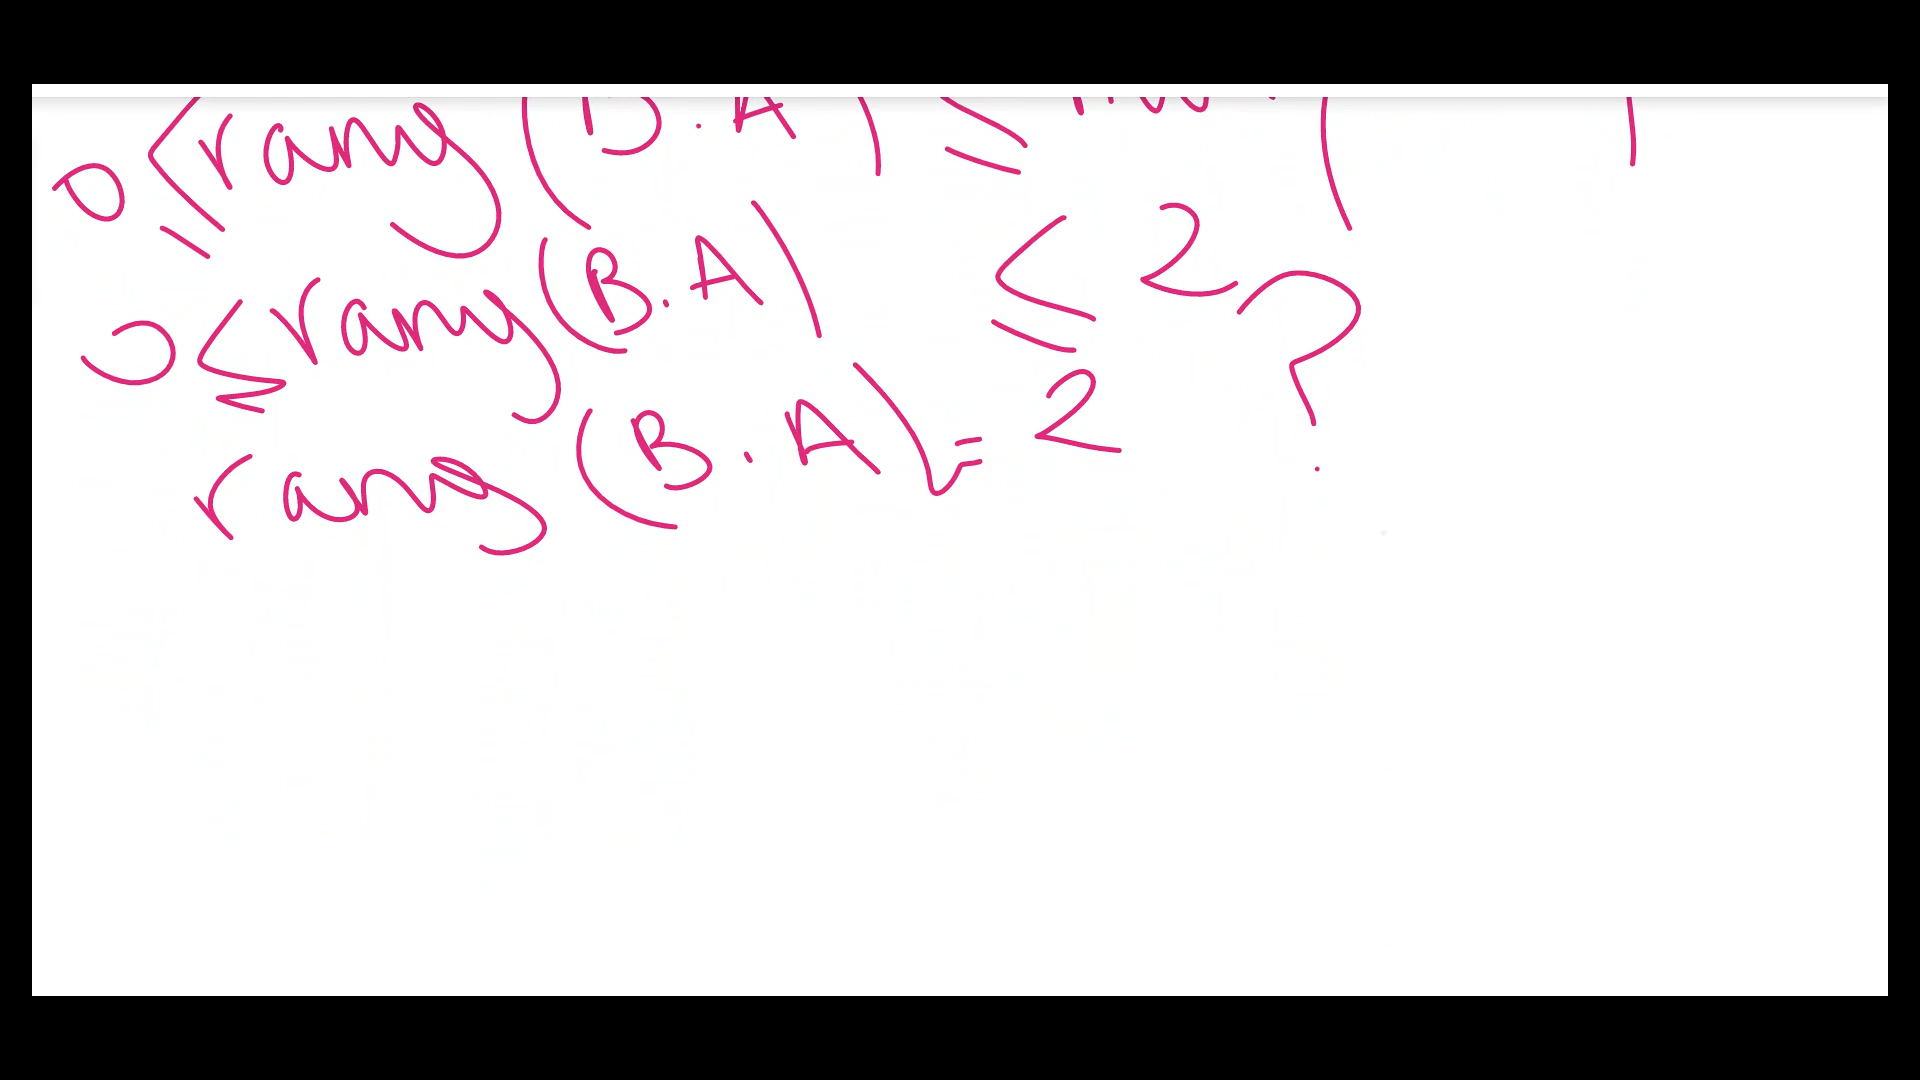 0 ≤ rang (B.A) ≤ (
0 ≤ rang (B.A) ≤ 2 ?
rang (B.A) = 2